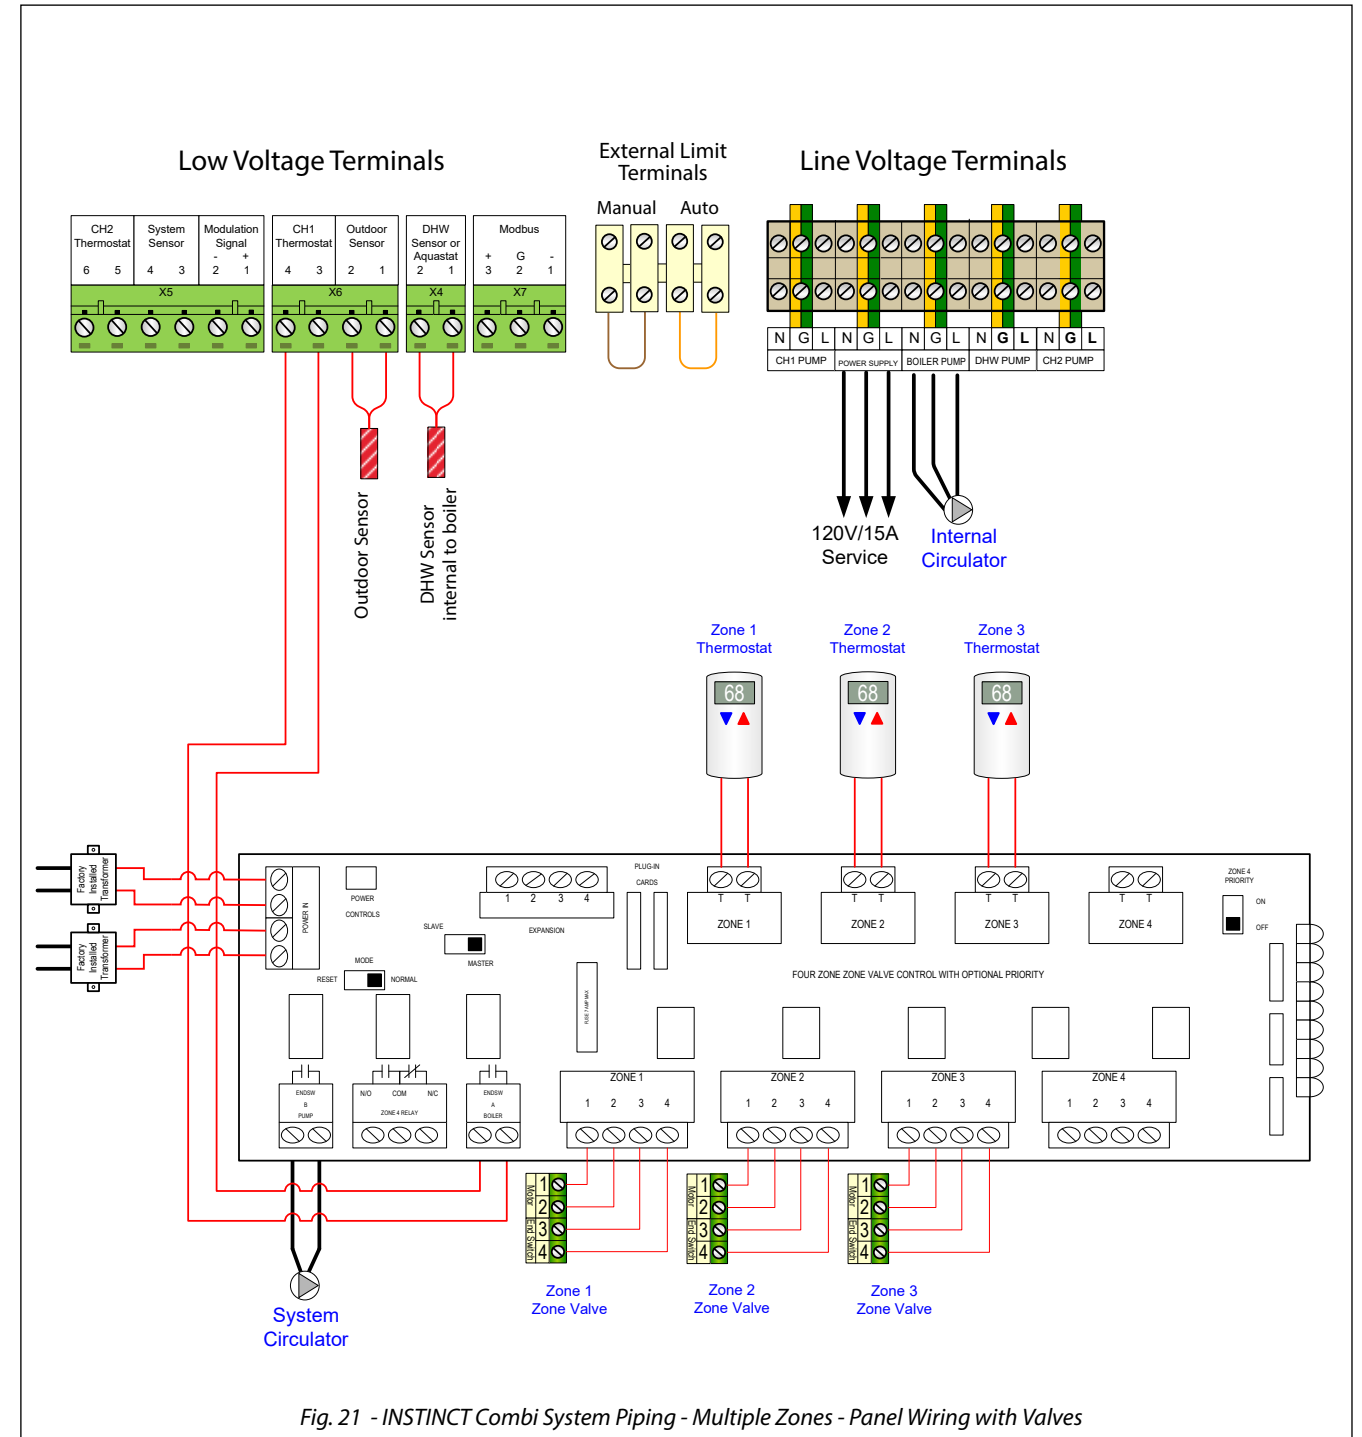 Low Voltage Terminals
External Limit
Terminals
Line Voltage Terminals
Manual Auto
CH2
Thermostat
6 5
System
Sensor
4 3
Modulation
Signal
- +
2 1
X5
CH1
Thermostat
4 3
Outdoor
Sensor
2 1
X6
DHW
Sensor or
Aquastat
2 1
X4
Modbus
+ G -
3 2 1
X7
N G L N G L N G L N G L N G L
CH1 PUMP POWER SUPPLY BOILER PUMP DHW PUMP CH2 PUMP
Outdoor Sensor
DHW Sensor
internal to boiler
120V/15A
Service
Internal
Circulator
Zone 1
Thermostat
Zone 2
Thermostat
Zone 3
Thermostat
68
68
68
Factory
Installed
Transformer
Factory
Installed
Transformer
POWER IN
POWER
CONTROLS
1 2 3 4
EXPANSION
PLUG-IN
CARDS
T T
ZONE 1
T T
ZONE 2
T T
ZONE 3
T T
ZONE 4
ZONE 4
PRIORITY
ON
OFF
SLAVE
MASTER
MODE
RESET NORMAL
FUSE 7 AMP MAX
FOUR ZONE ZONE VALVE CONTROL WITH OPTIONAL PRIORITY
ENDSW
B
PUMP
N/O COM N/C
ZONE 4 RELAY
ENDSW
A
BOILER
ZONE 1
1 2 3 4
ZONE 2
1 2 3 4
ZONE 3
1 2 3 4
ZONE 4
1 2 3 4
Motor
End Switch
1
2
3
4
Motor
End Switch
1
2
3
4
Motor
End Switch
1
2
3
4
System
Circulator
Zone 1
Zone Valve
Zone 2
Zone Valve
Zone 3
Zone Valve
Fig. 21 - INSTINCT Combi System Piping - Multiple Zones - Panel Wiring with Valves